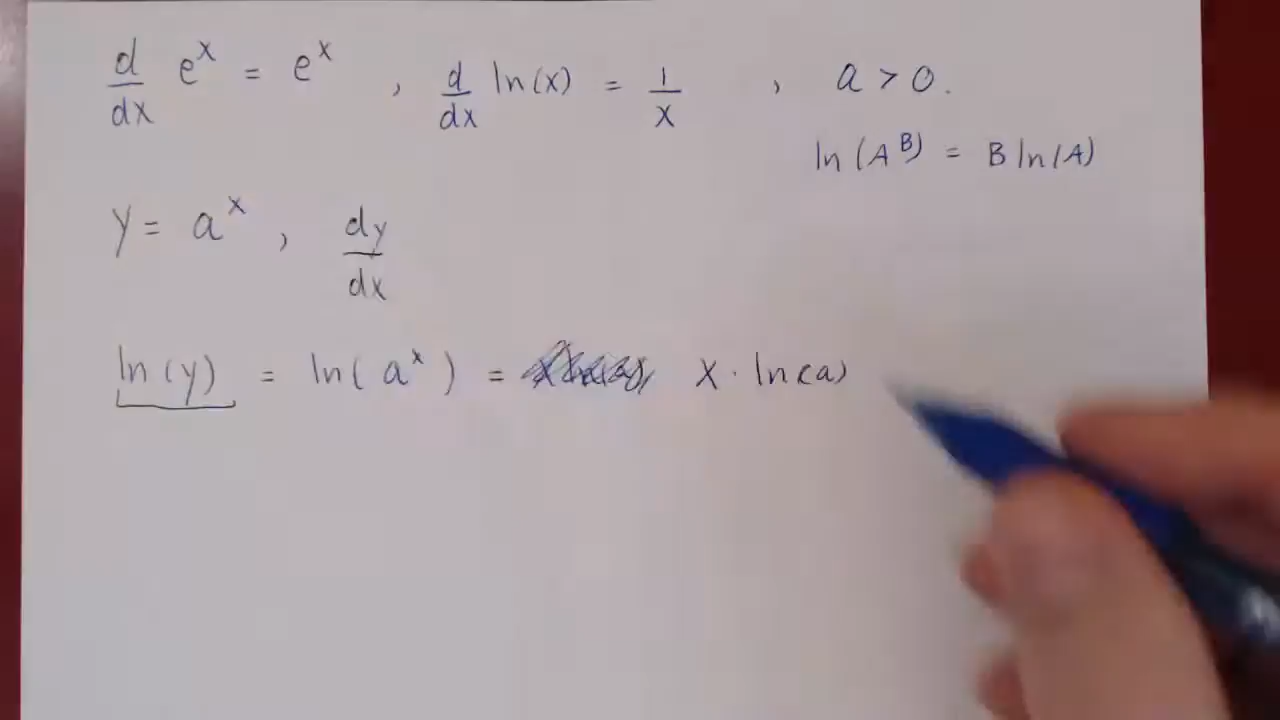 d/dx e^x = e^x , d/dx ln(x) = 1/x , a > 0.
ln(A^B) = B ln(A)
y = a^x , dy/dx
ln(y) = ln(a^x) = x · ln(a)